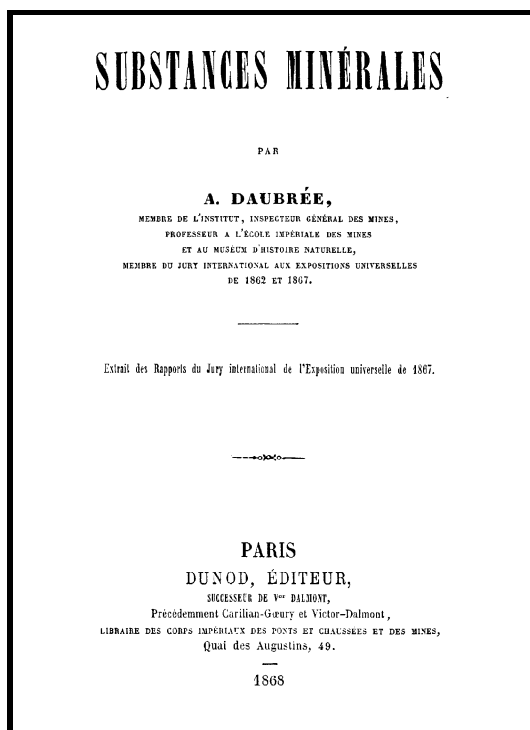 SUBSTANCES MINÉRALES
PAR
A. DAUBRÉE,
MEMBRE DE L'INSTITUT, INSPECTEUR GÉNÉRAL DES MINES,
PROFESSEUR A L'ÉCOLE IMPÉRIALE DES MINES
ET AU MUSÉUM D'HISTOIRE NATURELLE,
MEMBRE DU JURY INTERNATIONAL AUX EXPOSITIONS UNIVERSELLES
DE 1862 ET 1867.
Extrait des Rapports du Jury international de l'Exposition universelle de 1867.
PARIS
DUNOD, ÉDITEUR,
SUCCESSEUR DE Vor DALMONT,
Précédemment Carilian-Gœury et Victor-Dalmont,
LIBRAIRE DES CORPS IMPÉRIAUX DES PONTS ET CHAUSSÉES ET DES MINES,
Quai des Augustins, 49.
1868